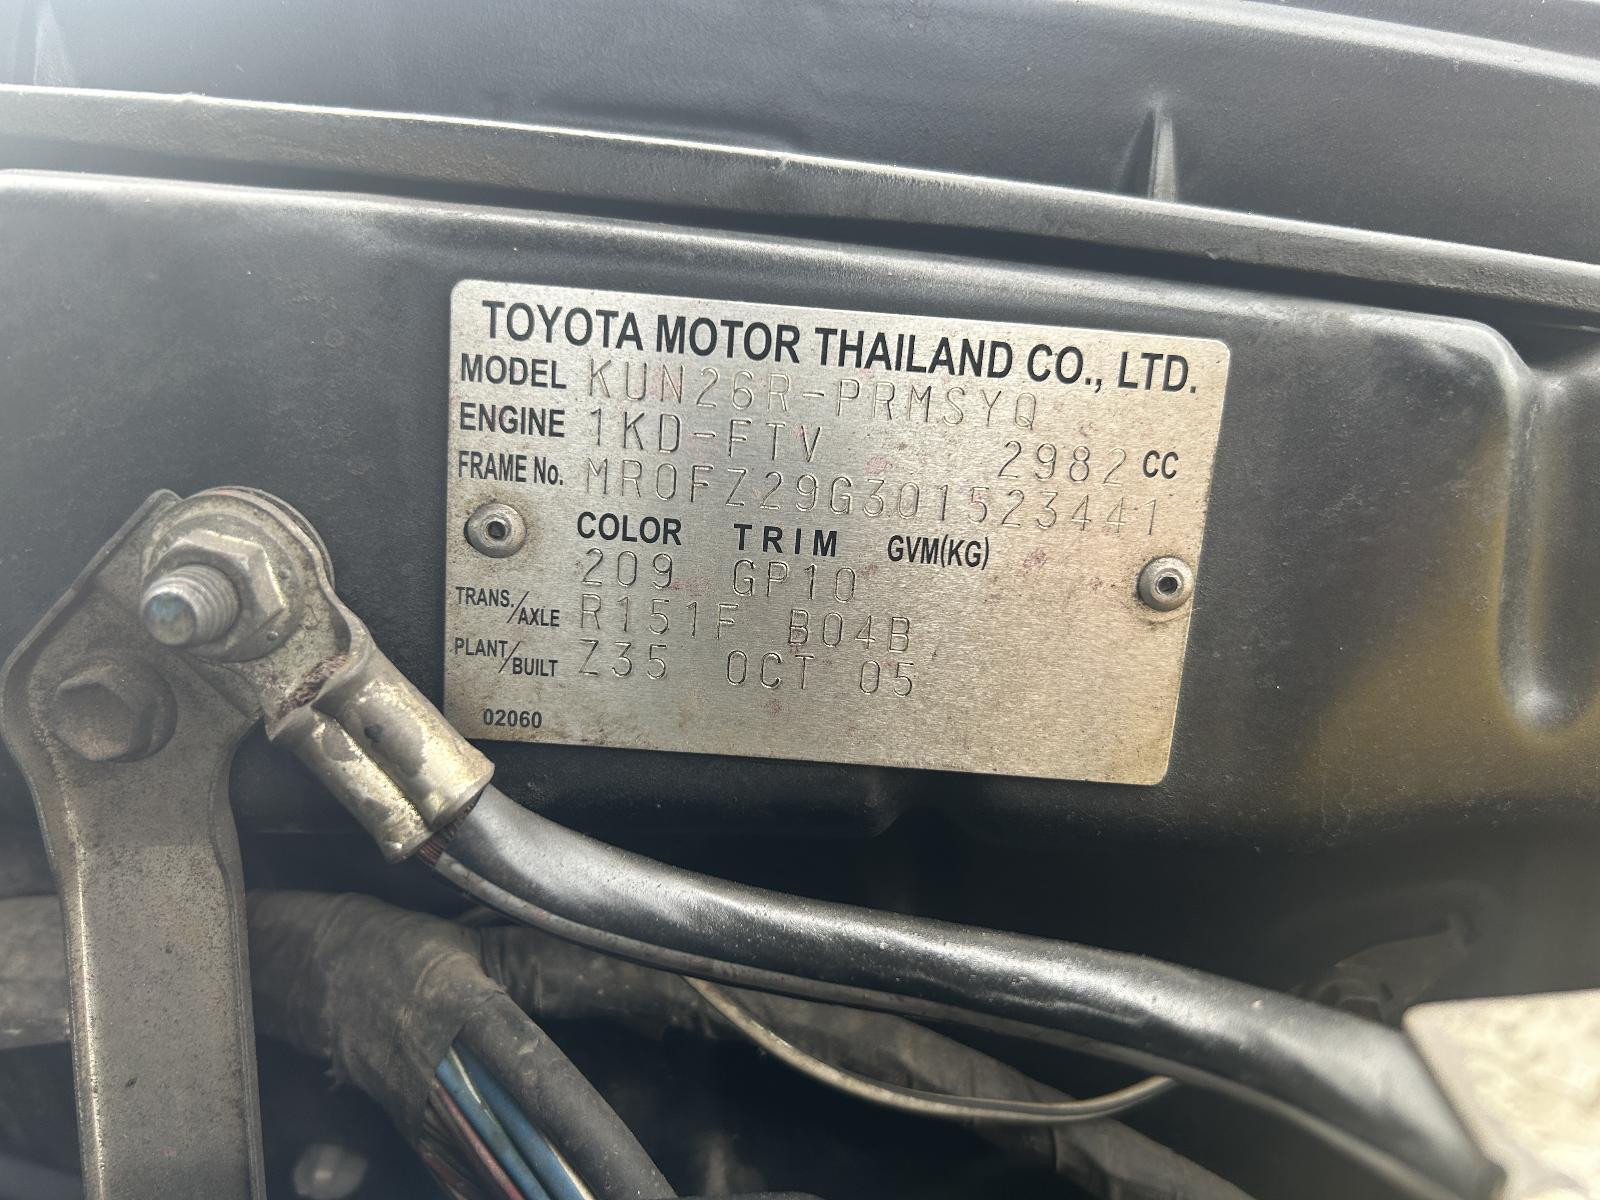 TOYOTA MOTOR THAILAND CO., LTD.
MODEL KUN26R-PRMSYQ
ENGINE 1KD-FTV 2982 CC
FRAME No. MR0FZ29G301523441
COLOR TRIM GVM(KG)
209 GP10
TRANS./AXLE R151F B04B
PLANT/BUILT Z35 OCT 05
02060